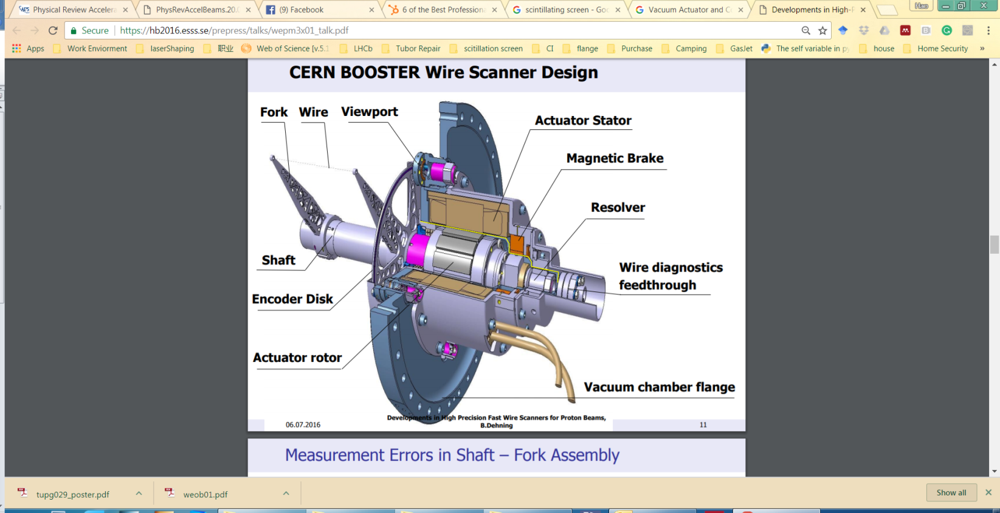 Physical Review Accelera
PhysRevAccelBeams.20.0
(9) Facebook
6 of the Best Professiona
scintillating screen - Goo
Vacuum Actuator and C
Developments in High-P
Hao
Secure
https://hb2016.esss.se/prepress/talks/wepm3x01_talk.pdf
Apps
Work Enviorment
laserShaping
职业
Web of Science [v.5.1
LHCb
Tubor Repair
scitillation screen
CI
flange
Purchase
Camping
GasJet
The self variable in py
house
Home Security
»
CERN BOOSTER Wire Scanner Design
Fork
Wire
Viewport
Actuator Stator
Magnetic Brake
Resolver
Shaft
Wire diagnostics
feedthrough
Encoder Disk
Actuator rotor
Vacuum chamber flange
06.07.2016
Developments in High Precision Fast Wire Scanners for Proton Beams,
B.Dehning
11
Measurement Errors in Shaft – Fork Assembly
tupg029_poster.pdf
weob01.pdf
Show all